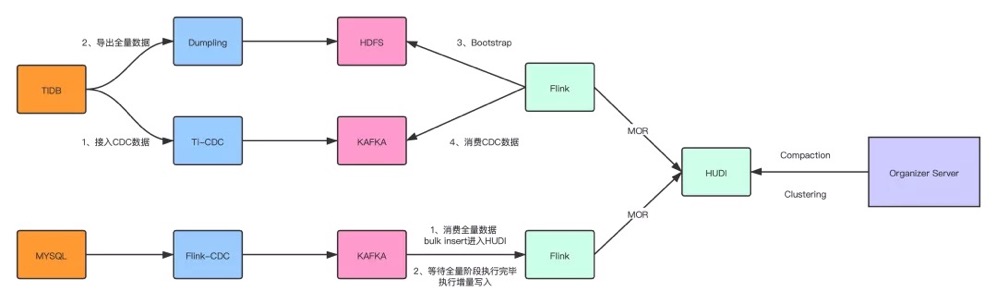 2、导出全量数据
Dumpling
HDFS
3、Bootstrap
TIDB
Flink
1、接入CDC数据
Ti-CDC
KAFKA
4、消费CDC数据
MOR
Compaction
HUDI
Organizer Server
Clustering
MOR
1、消费全量数据
bulk insert进入HUDI
MYSQL
Flink-CDC
KAFKA
Flink
2、等待全量阶段执行完毕
执行增量写入